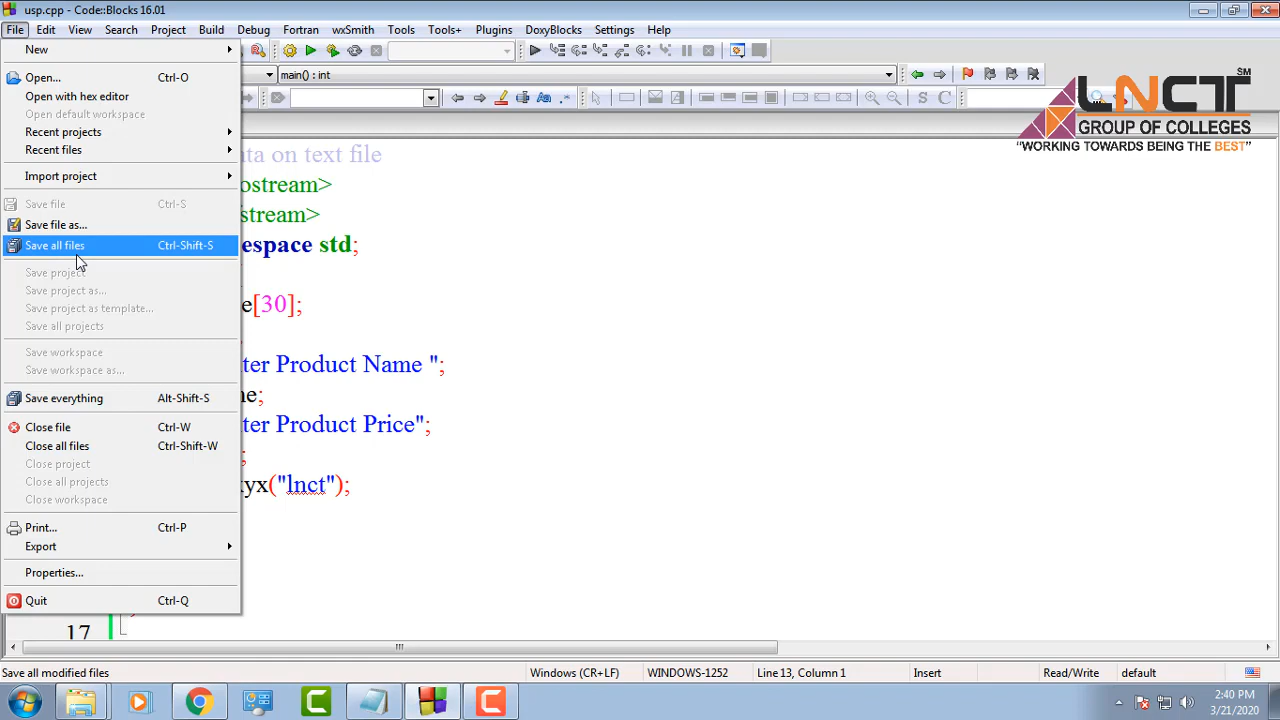 usp.cpp - Code::Blocks 16.01
File Edit View Search Project Build Debug Fortran wxSmith Tools Tools+ Plugins DoxyBlocks Settings Help
New
main() : int
Open... Ctrl-O
Open with hex editor
Open default workspace
Recent projects
Recent files
Import project
Save file Ctrl-S
Save file as...
Save all files Ctrl-Shift-S
Save project
Save project as...
Save project as template...
Save all projects
Save workspace
Save workspace as...
Save everything Alt-Shift-S
Close file Ctrl-W
Close all files Ctrl-Shift-W
Close project
Close all projects
Close workspace
Print... Ctrl-P
Export
Properties...
Quit Ctrl-Q
S C
LNCT SM
GROUP OF COLLEGES
"WORKING TOWARDS BEING THE BEST"
ata on text file
ostream>
stream>
espace std;
e[30];
ter Product Name ";
ne;
ter Product Price";
;
xyx("lnct");
17
Save all modified files Windows (CR+LF) WINDOWS-1252 Line 13, Column 1 Insert Read/Write default
2:40 PM
3/21/2020